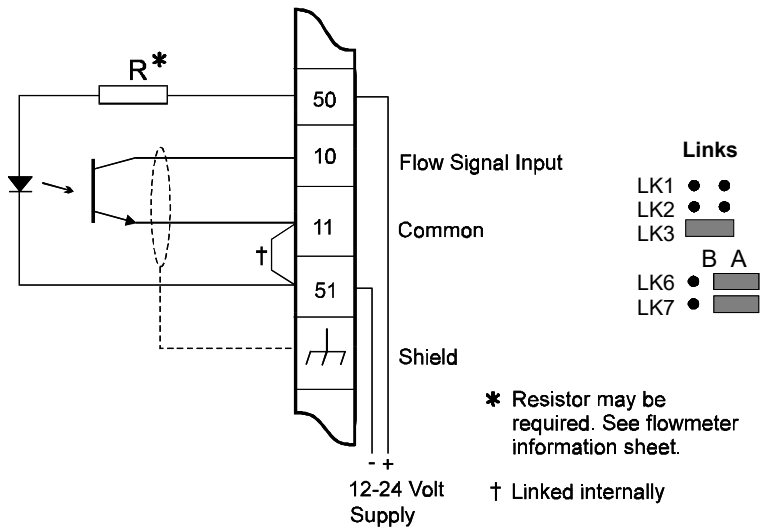 R*
50
10
Flow Signal Input
11
Common
†
51
Shield
- +
12-24 Volt
Supply
Links
LK1
LK2
LK3
B A
LK6
LK7
* Resistor may be
required. See flowmeter
information sheet.
† Linked internally